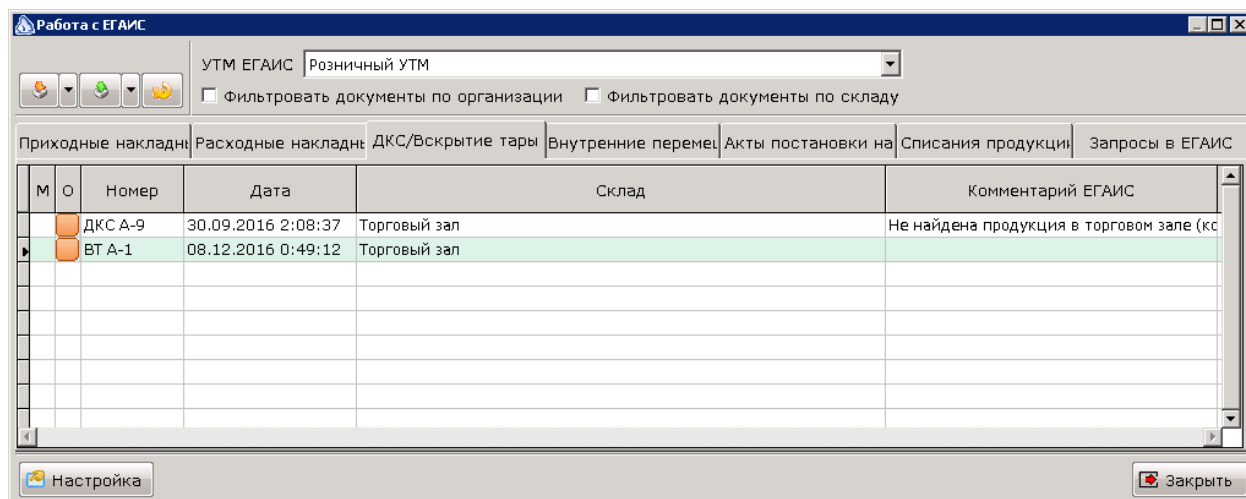 Работа с ЕГАИС
УТМ ЕГАИС Розничный УТМ
Фильтровать документы по организации Фильтровать документы по складу
Приходные накладны Расходные накладнь ДКС/Вскрытие тары Внутренние перемец Акты постановки на Списания продукции Запросы в ЕГАИС
М О Номер Дата Склад Комментарий ЕГАИС
ДКС А-9 30.09.2016 2:08:37 Торговый зал Не найдена продукция в торговом зале (кс
ВТ А-1 08.12.2016 0:49:12 Торговый зал
Настройка Закрыть